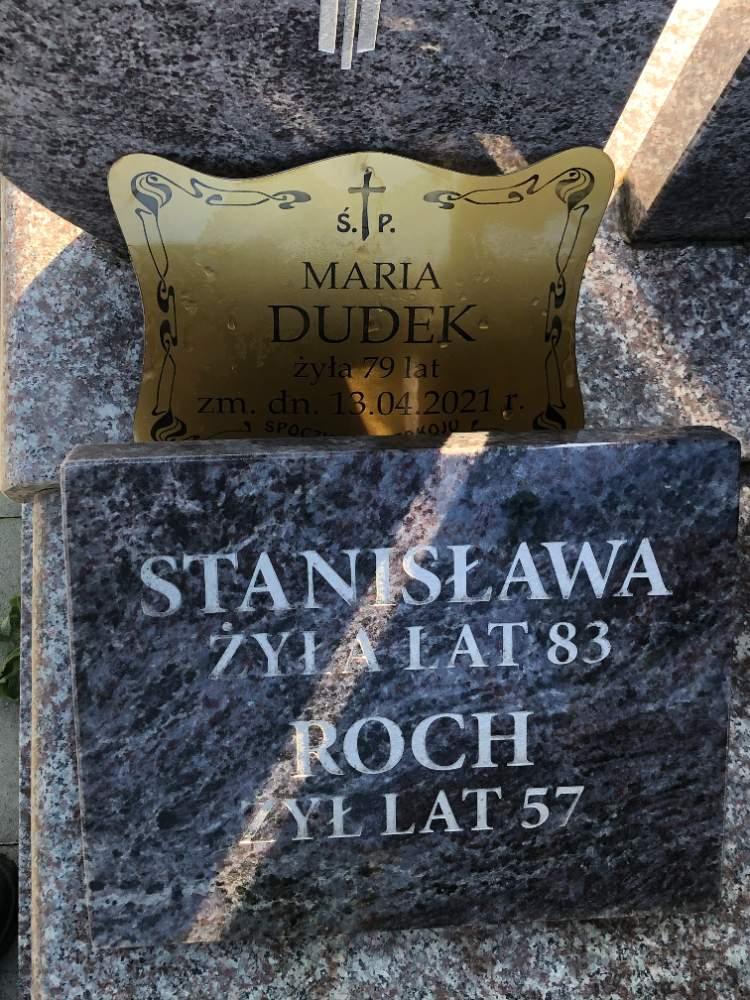 Ś. P.
MARIA
DUDEK
żyła 79 lat
zm. dn. 13.04.2021 r.
STANISŁAWA
ŻYŁA LAT 83
ROCH
ŻYŁ LAT 57